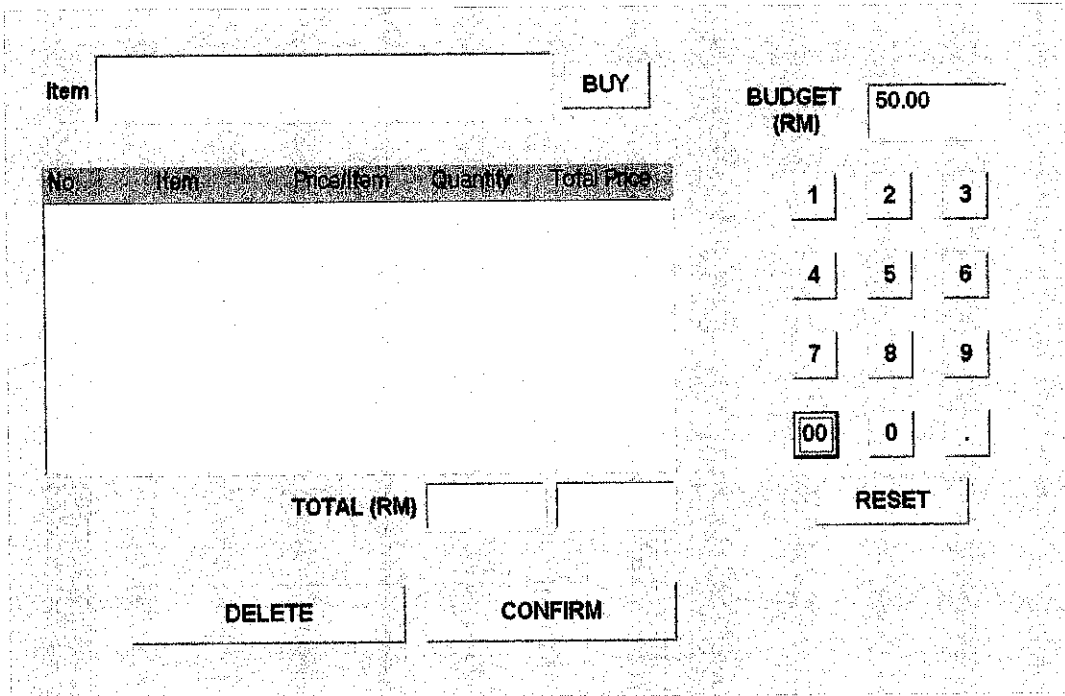 Item
BUY
BUDGET
(RM)
50.00
No. Item Price/Item Quantity Total Price
1 2 3
4 5 6
7 8 9
00 0 .
TOTAL (RM)
RESET
DELETE
CONFIRM